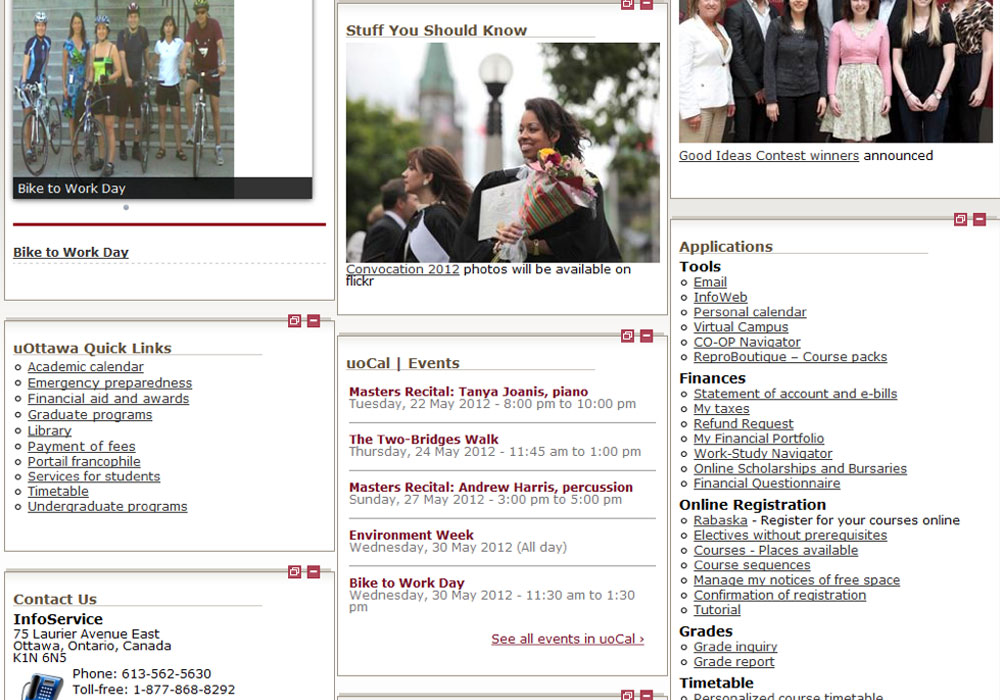 Bike to Work Day
Bike to Work Day
uOttawa Quick Links
Academic calendar
Emergency preparedness
Financial aid and awards
Graduate programs
Library
Payment of fees
Portail francophile
Services for students
Timetable
Undergraduate programs
Contact Us
InfoService
75 Laurier Avenue East
Ottawa, Ontario, Canada
K1N 6N5
Phone: 613-562-5630
Toll-free: 1-877-868-8292
Stuff You Should Know
Convocation 2012 photos will be available on
flickr
uoCal | Events
Masters Recital: Tanya Joanis, piano
Tuesday, 22 May 2012 - 8:00 pm to 10:00 pm
The Two-Bridges Walk
Thursday, 24 May 2012 - 11:45 am to 1:00 pm
Masters Recital: Andrew Harris, percussion
Sunday, 27 May 2012 - 3:00 pm to 5:00 pm
Environment Week
Wednesday, 30 May 2012 (All day)
Bike to Work Day
Wednesday, 30 May 2012 - 11:30 am to 1:30
pm
See all events in uoCal ›
Good Ideas Contest winners announced
Applications
Tools
Email
InfoWeb
Personal calendar
Virtual Campus
CO-OP Navigator
ReproBoutique – Course packs
Finances
Statement of account and e-bills
My taxes
Refund Request
My Financial Portfolio
Work-Study Navigator
Online Scholarships and Bursaries
Financial Questionnaire
Online Registration
Rabaska - Register for your courses online
Electives without prerequisites
Courses - Places available
Course sequences
Manage my notices of free space
Confirmation of registration
Tutorial
Grades
Grade inquiry
Grade report
Timetable
Personalized course timetable